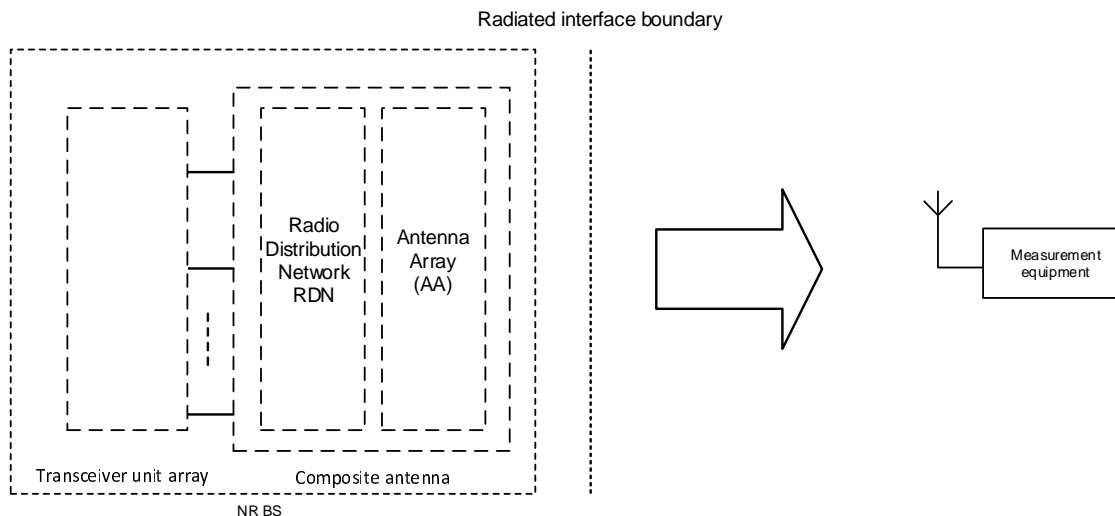 Radiated interface boundary
Radio
Distribution
Network
RDN
Antenna
Array
(AA)
Measurement
equipment
Transceiver unit array
Composite antenna
NR BS